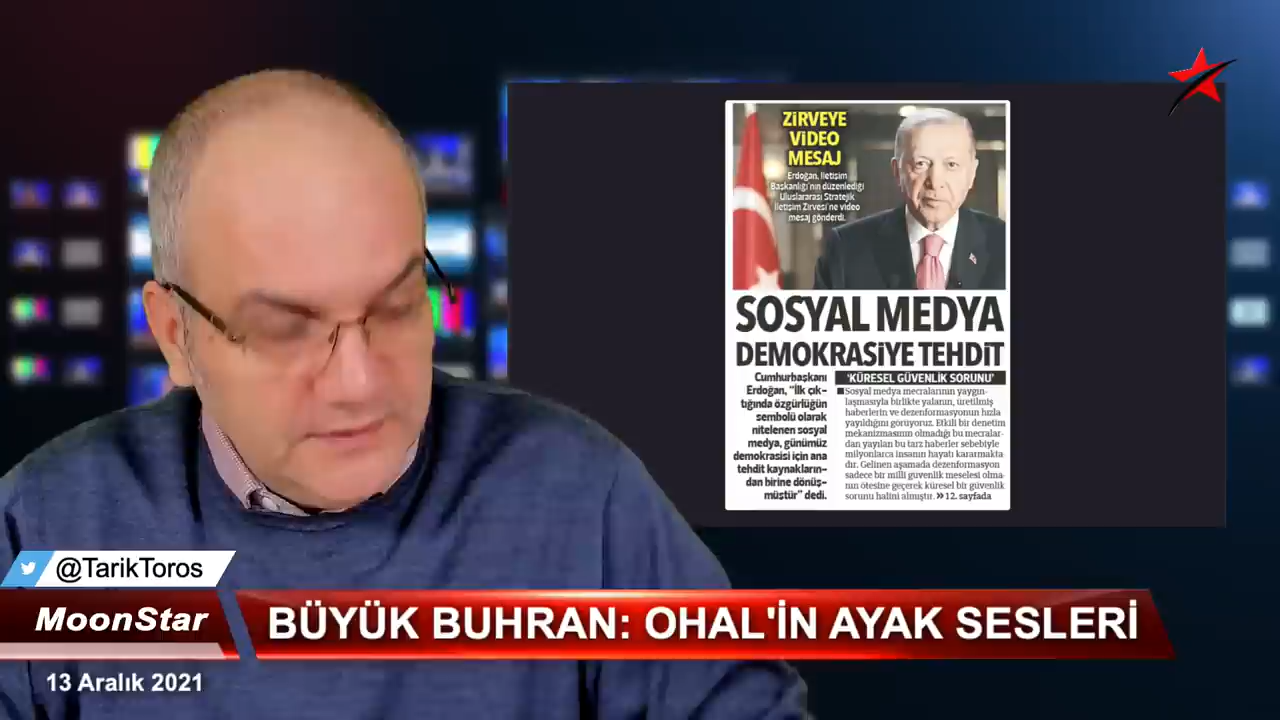 ZİRVEYE
VİDEO
MESAJ
Erdoğan, İletişim
Başkanlığı'nın düzenlediği
Uluslararası Stratejik
İletişim Zirvesi'ne video
mesaj gönderdi.
SOSYAL MEDYA
DEMOKRASİYE TEHDİT
Cumhurbaşkanı
Erdoğan, "İlk çık-
tığında özgürlüğün
sembolü olarak
nitelenen sosyal
medya, günümüz
demokrasisi için ana
tehdit kaynakların-
dan birine dönüş-
müştür" dedi.
'KÜRESEL GÜVENLİK SORUNU'
Sosyal medya mecralarının yaygın-
laşmasıyla birlikte yalanın, üretilmiş
haberlerin ve dezenformasyonun hızla
yayıldığını görüyoruz. Etkili bir denetim
mekanizmasının olmadığı bu mecralar-
dan yayılan bu tarz haberler sebebiyle
milyonlarca insanın hayatı kararmakta-
dır. Gelinen aşamada dezenformasyon
sadece bir milli güvenlik meselesi olma-
nın ötesine geçerek küresel bir güvenlik
sorunu halini almıştır. » 12. sayfada
@TarikToros
MoonStar
BÜYÜK BUHRAN: OHAL'İN AYAK SESLERİ
13 Aralık 2021